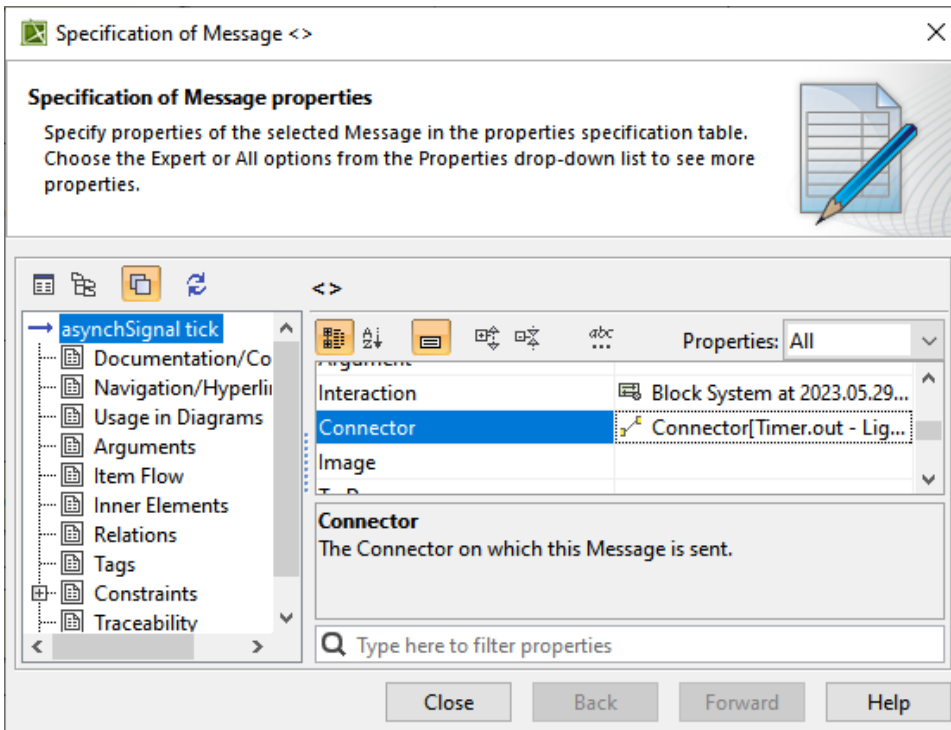 Specification of Message <>
Specification of Message properties
Specify properties of the selected Message in the properties specification table.
Choose the Expert or All options from the Properties drop-down list to see more
properties.
<>
asynchSignal tick
Documentation/Co
Navigation/Hyperlin
Usage in Diagrams
Arguments
Item Flow
Inner Elements
Relations
Tags
Constraints
Traceability
abc
Properties: All
Argument
Interaction Block System at 2023.05.29...
Connector Connector[Timer.out - Lig...
Image
Connector
The Connector on which this Message is sent.
Type here to filter properties
Close Back Forward Help